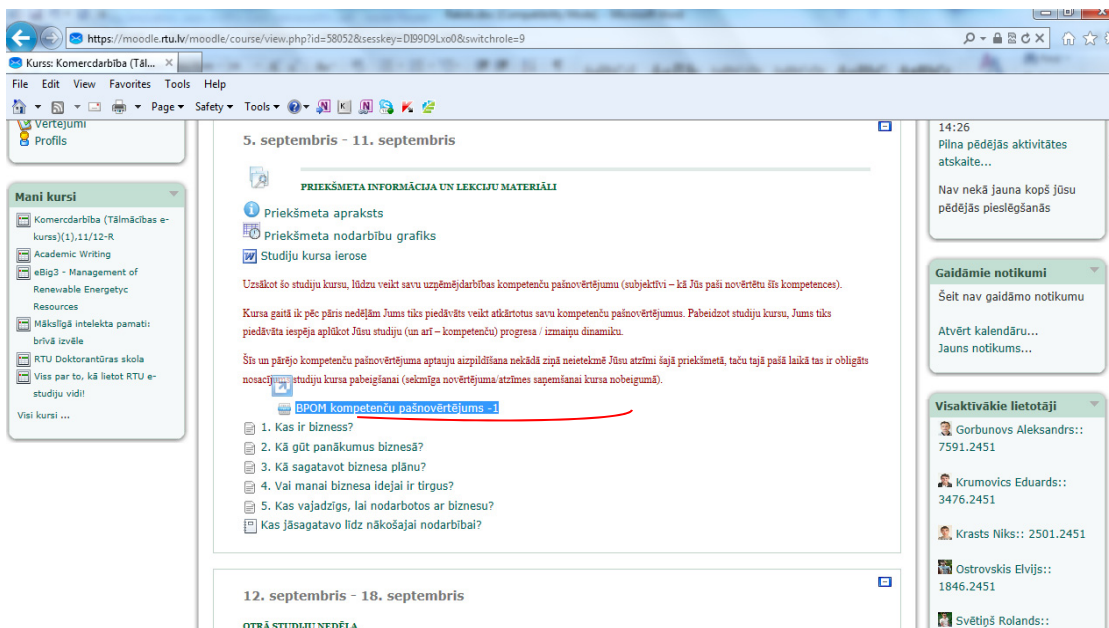 https://moodle.rtu.lv/moodle/course/view.php?id=58052&sesskey=DI99D9Lxo0&switchrole=9
Kurss: Komercdarbība (Tāl...
File Edit View Favorites Tools Help
Page Safety Tools
Vērtējumi
Profils
Mani kursi
Komercdarbība (Tālmācības e-
kurss)(1),11/12-R
Academic Writing
eBig3 - Management of
Renewable Energetyc
Resources
Mākslīgā intelekta pamati:
brīvā izvēle
RTU Doktorantūras skola
Viss par to, kā lietot RTU e-
studiju vidi!
Visi kursi ...
5. septembris - 11. septembris
PRIEKŠMETA INFORMĀCIJA UN LEKCIJU MATERIĀLI
Priekšmeta apraksts
Priekšmeta nodarbību grafiks
Studiju kursa ierose
Uzsākot šo studiju kursu, lūdzu veikt savu uzņēmējdarbības kompetenču pašnovērtējumu (subjektīvi – kā Jūs paši novērtētu šīs kompetences).
Kursa gaitā ik pēc pāris nedēļām Jums tiks piedāvāts veikt atkārtotus savu kompetenču pašnovērtējumus. Pabeidzot studiju kursu, Jums tiks
piedāvāta iespēja aplūkot Jūsu studiju (un arī – kompetenču) progresa / izmaiņu dinamiku.
Šīs un pārējo kompetenču pašnovērtējuma aptauju aizpildīšana nekādā ziņā neietekmē Jūsu atzīmi šajā priekšmetā, taču tajā pašā laikā tas ir obligāts
nosacījums studiju kursa pabeigšanai (sekmīga novērtējuma/atzīmes saņemšanai kursa nobeigumā).
BPOM kompetenču pašnovērtējums -1
1. Kas ir bizness?
2. Kā gūt panākumus biznesā?
3. Kā sagatavot biznesa plānu?
4. Vai manai biznesa idejai ir tirgus?
5. Kas vajadzīgs, lai nodarbotos ar biznesu?
Kas jāsagatavo līdz nākošajai nodarbībai?
12. septembris - 18. septembris
OTRĀ STUDIJU NEDĒĻA
14:26
Pilna pēdējās aktivitātes
atskaite...
Nav nekā jauna kopš jūsu
pēdējās pieslēgšanās
Gaidāmie notikumi
Šeit nav gaidāmo notikumu
Atvērt kalendāru...
Jauns notikums...
Visaktīvākie lietotāji
Gorbunovs Aleksandrs::
7591.2451
Krumovics Eduards::
3476.2451
Krasts Niks:: 2501.2451
Ostrovskis Elvijs::
1846.2451
Svētiņš Rolands::